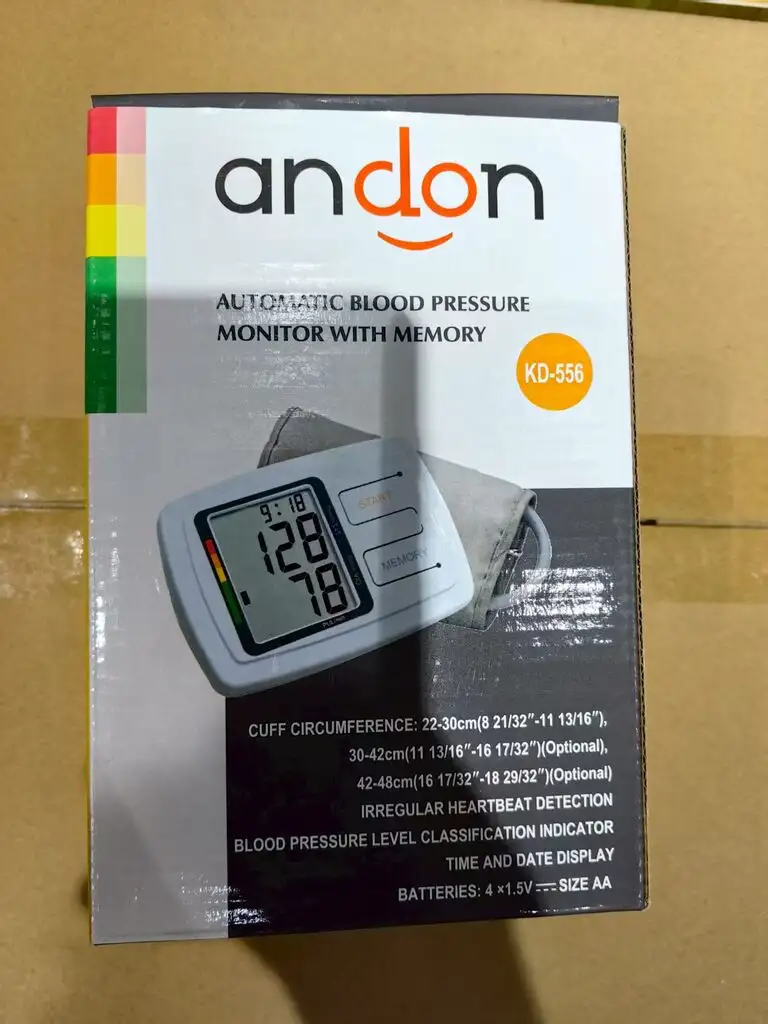 andon
AUTOMATIC BLOOD PRESSURE
MONITOR WITH MEMORY
KD-556
9:18
128
78
START
MEMORY
PUL/min
CUFF CIRCUMFERENCE: 22-30cm(8 21/32"-11 13/16"),
30-42cm(11 13/16"-16 17/32")(Optional),
42-48cm(16 17/32"-18 29/32")(Optional)
IRREGULAR HEARTBEAT DETECTION
BLOOD PRESSURE LEVEL CLASSIFICATION INDICATOR
TIME AND DATE DISPLAY
BATTERIES: 4 ×1.5V ⎓ SIZE AA